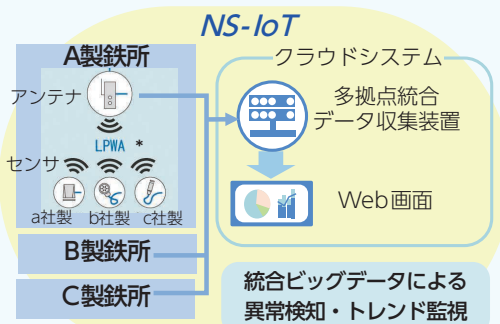 NS-IoT
A製鉄所
アンテナ
LPWA *
センサ
a社製 b社製 c社製
B製鉄所
C製鉄所
クラウドシステム
多拠点統合
データ収集装置
Web画面
統合ビッグデータによる
異常検知・トレンド監視